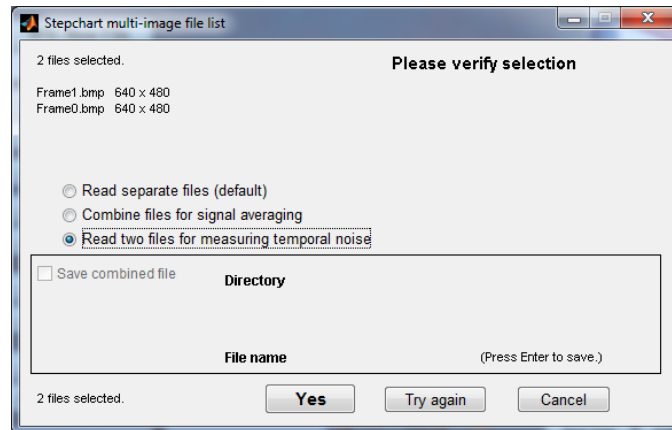 Stepchart multi-image file list
2 files selected.
Please verify selection
Frame1.bmp 640 x 480
Frame0.bmp 640 x 480
Read separate files (default)
Combine files for signal averaging
Read two files for measuring temporal noise
Save combined file
Directory
File name
(Press Enter to save.)
2 files selected.
Yes
Try again
Cancel